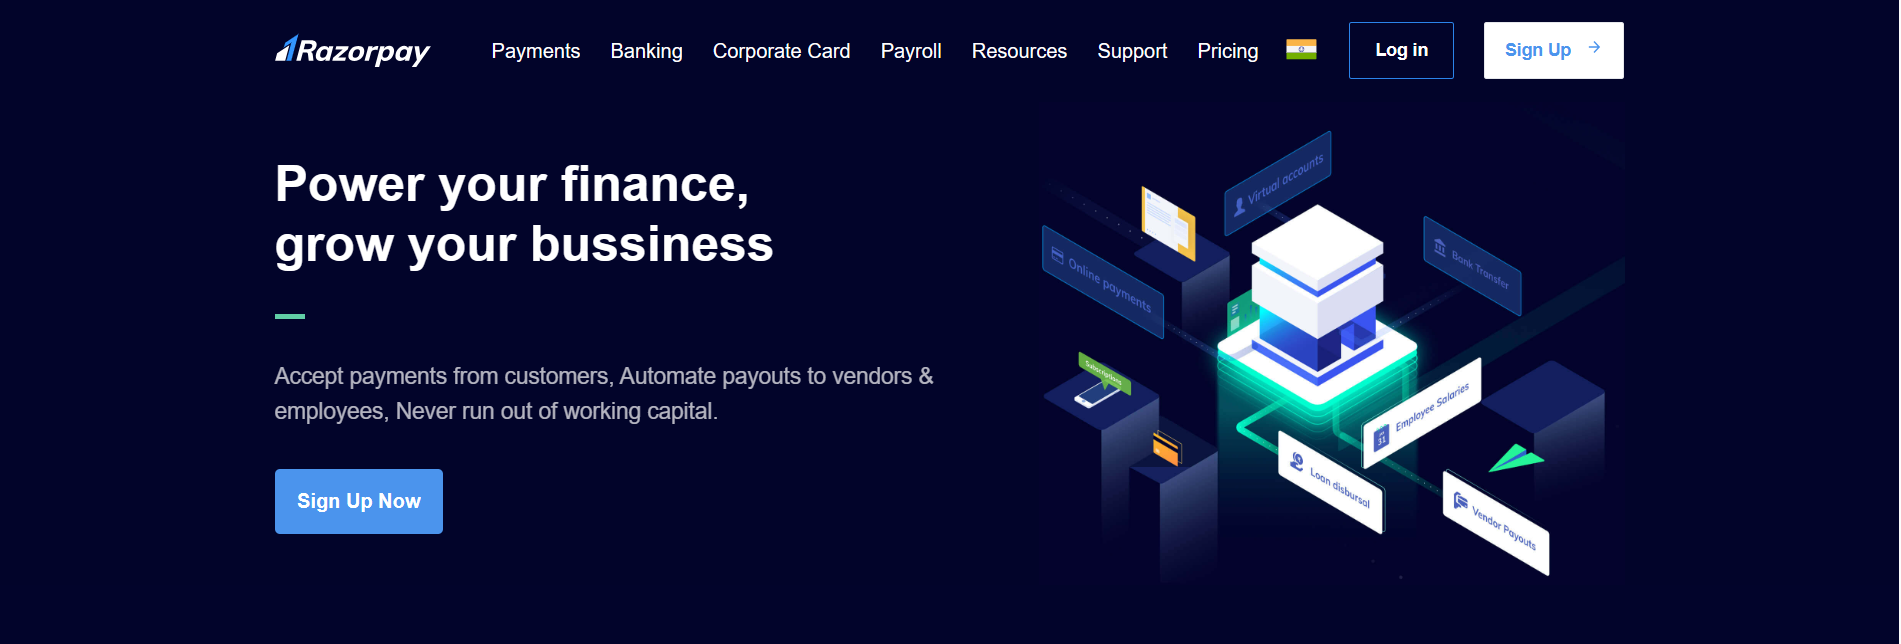 Razorpay
Payments Banking Corporate Card Payroll Resources Support Pricing
Log in
Sign Up
Power your finance,
grow your bussiness
Accept payments from customers, Automate payouts to vendors &
employees, Never run out of working capital.
Sign Up Now
Virtual accounts
Online payments
Bank Transfer
Subscriptions
Employee Salaries
31
Loan disbursal
Vendor Payouts